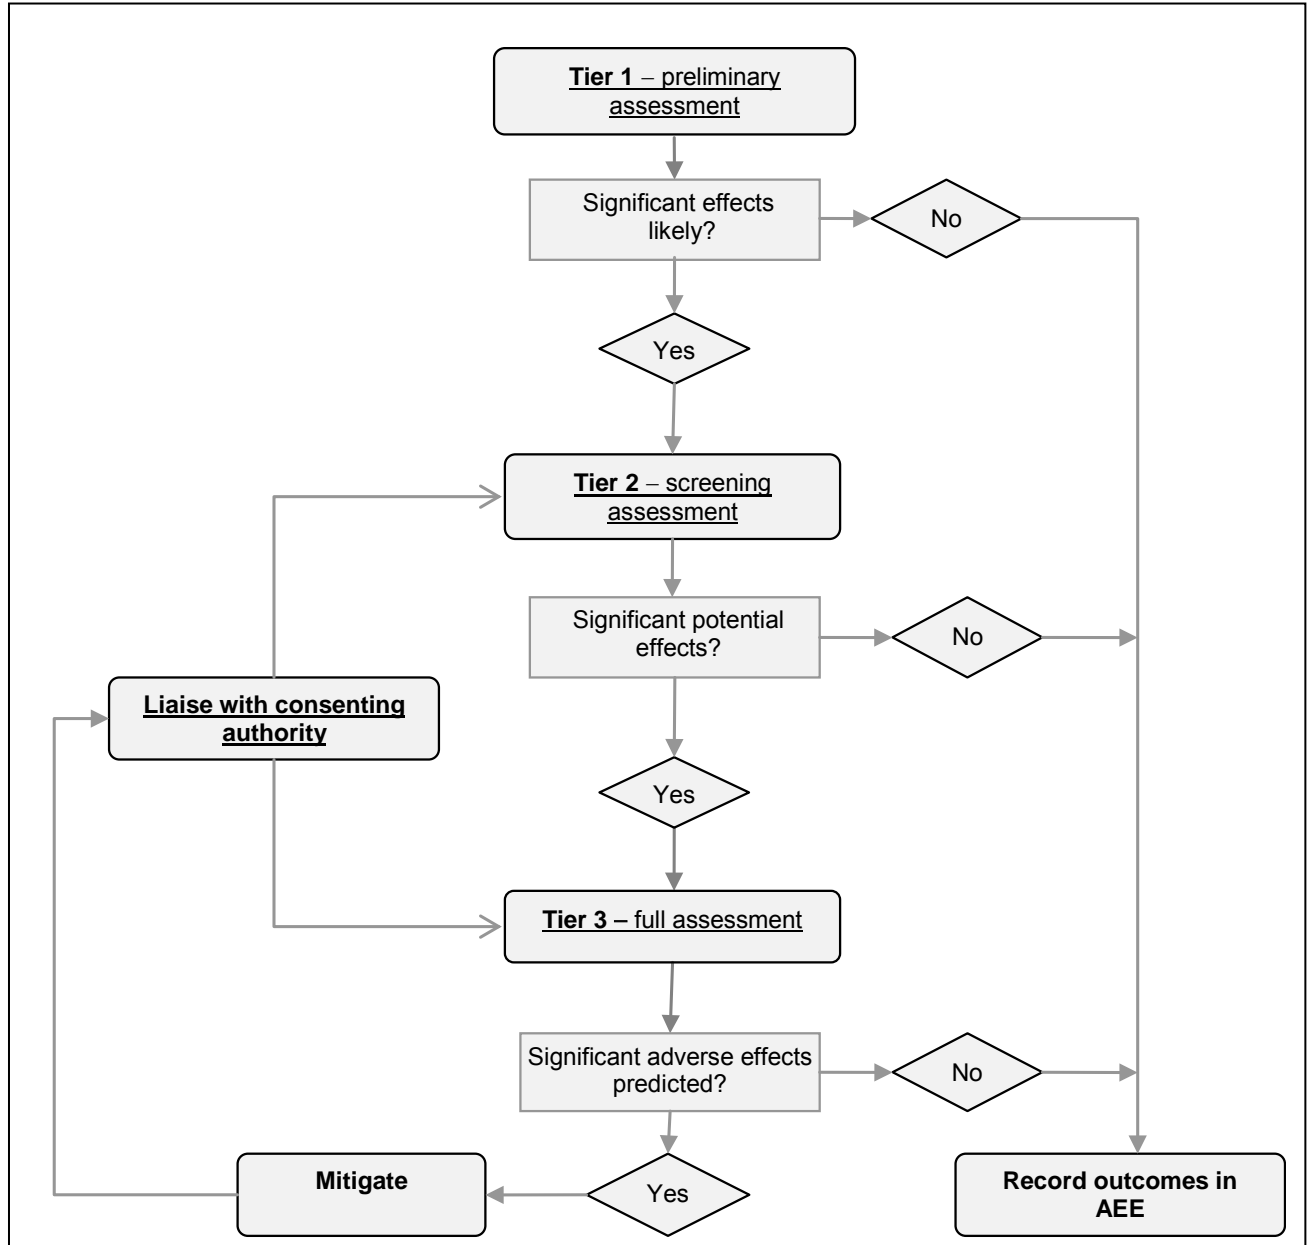 Tier 1 – preliminary
assessment
Significant effects
likely?
No
Yes
Tier 2 – screening
assessment
Significant potential
effects?
No
Liaise with consenting
authority
Yes
Tier 3 – full assessment
Significant adverse effects
predicted?
No
Mitigate
Yes
Record outcomes in
AEE